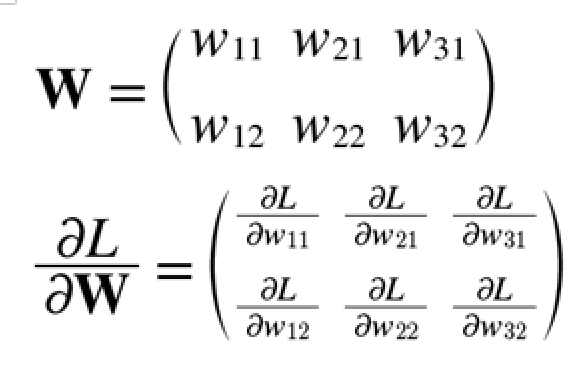 W = ( w11 w21 w31
w12 w22 w32 )
∂L/∂W = ( ∂L/∂w11 ∂L/∂w21 ∂L/∂w31
∂L/∂w12 ∂L/∂w22 ∂L/∂w32 )